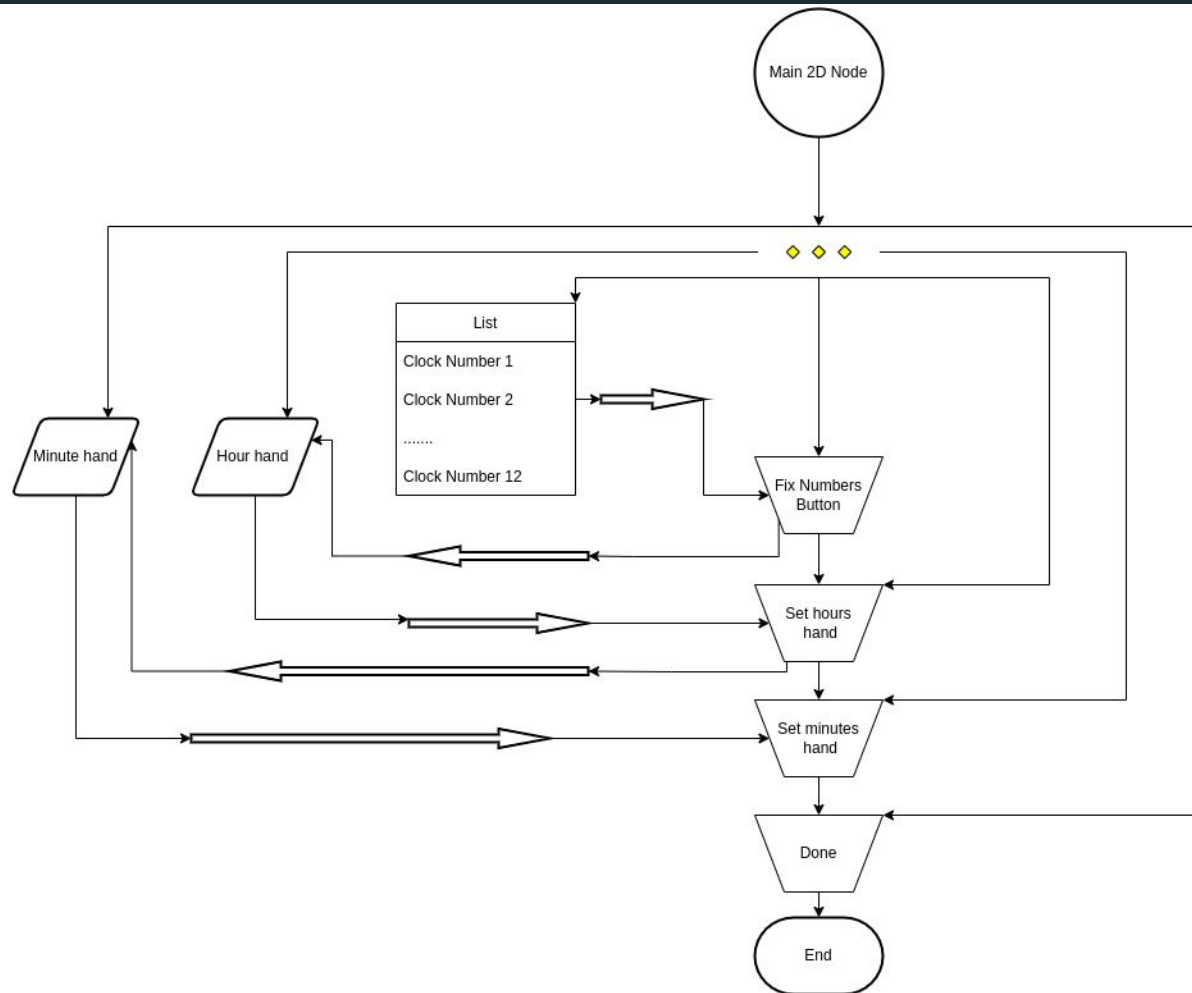 Main 2D Node
List
Clock Number 1
Clock Number 2
.......
Clock Number 12
Minute hand
Hour hand
Fix Numbers
Button
Set hours
hand
Set minutes
hand
Done
End